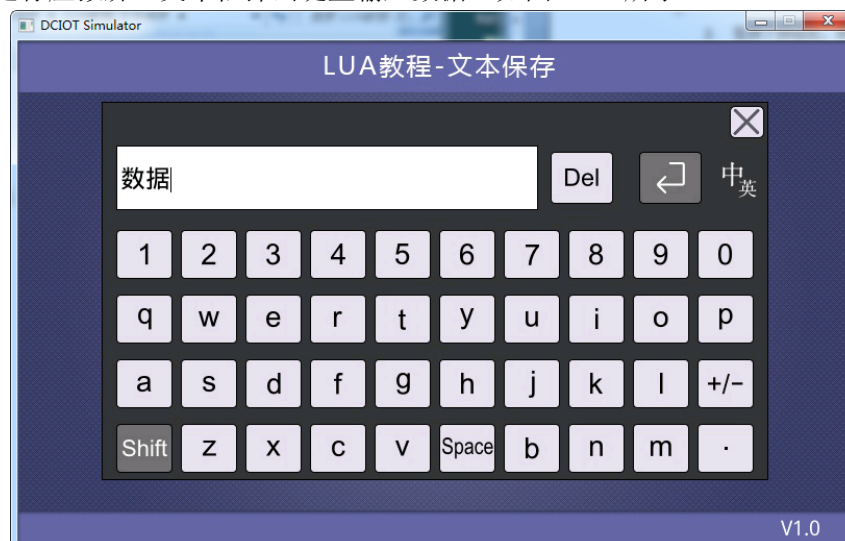 DCIOT Simulator
LUA教程-文本保存
数据
Del
中英
1 2 3 4 5 6 7 8 9 0
q w e r t y u i o p
a s d f g h j k l +/-
Shift z x c v Space b n m .
V1.0